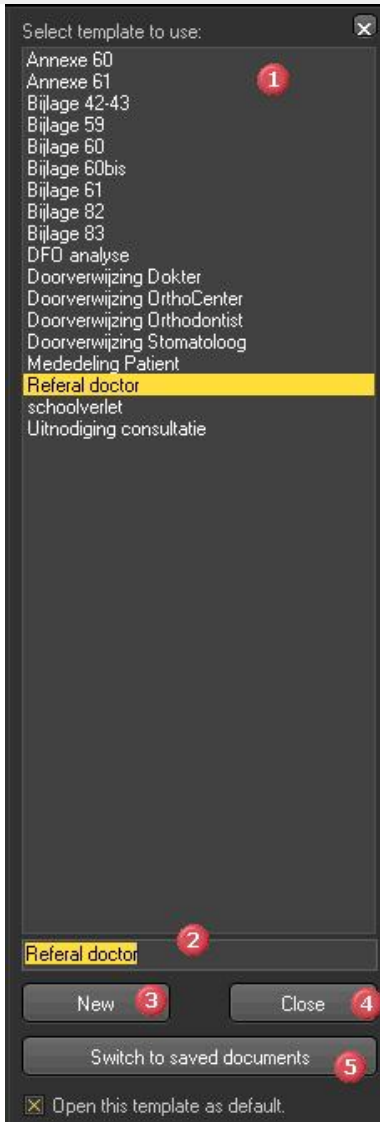 Select template to use:
Annexe 60
1
Annexe 61
Bijlage 42-43
Bijlage 59
Bijlage 60
Bijlage 60bis
Bijlage 61
Bijlage 82
Bijlage 83
DFO analyse
Doorverwijzing Dokter
Doorverwijzing OrthoCenter
Doorverwijzing Orthodontist
Doorverwijzing Stomatoloog
Mededeling Patient
Referal doctor
schoolverlet
Uitnodiging consultatie
2
Referal doctor
New 3 Close 4
Switch to saved documents 5
Open this template as default.